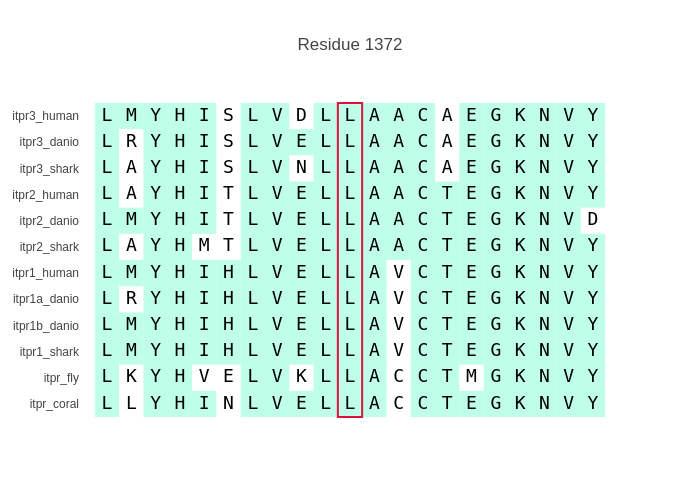 Residue 1372
itpr3_human L M Y H I S L V D L L A A C A E G K N V Y
itpr3_danio L R Y H I S L V E L L A A C A E G K N V Y
itpr3_shark L A Y H I S L V N L L A A C A E G K N V Y
itpr2_human L A Y H I T L V E L L A A C T E G K N V Y
itpr2_danio L M Y H I T L V E L L A A C T E G K N V D
itpr2_shark L A Y H M T L V E L L A A C T E G K N V Y
itpr1_human L M Y H I H L V E L L A V C T E G K N V Y
itpr1a_danio L R Y H I H L V E L L A V C T E G K N V Y
itpr1b_danio L M Y H I H L V E L L A V C T E G K N V Y
itpr1_shark L M Y H I H L V E L L A V C T E G K N V Y
itpr_fly L K Y H V E L V K L L A C C T M G K N V Y
itpr_coral L L Y H I N L V E L L A C C T E G K N V Y